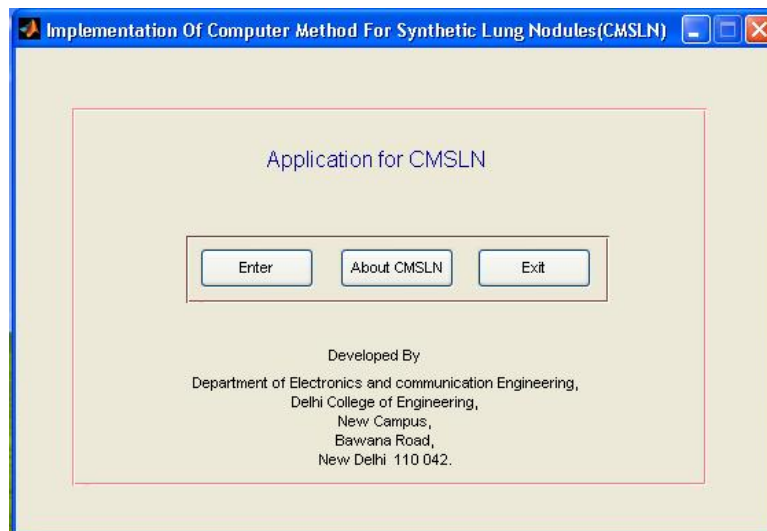 Implementation Of Computer Method For Synthetic Lung Nodules(CMSLN)
Application for CMSLN
Enter
About CMSLN
Exit
Developed By
Department of Electronics and communication Engineering,
Delhi College of Engineering,
New Campus,
Bawana Road,
New Delhi 110 042.